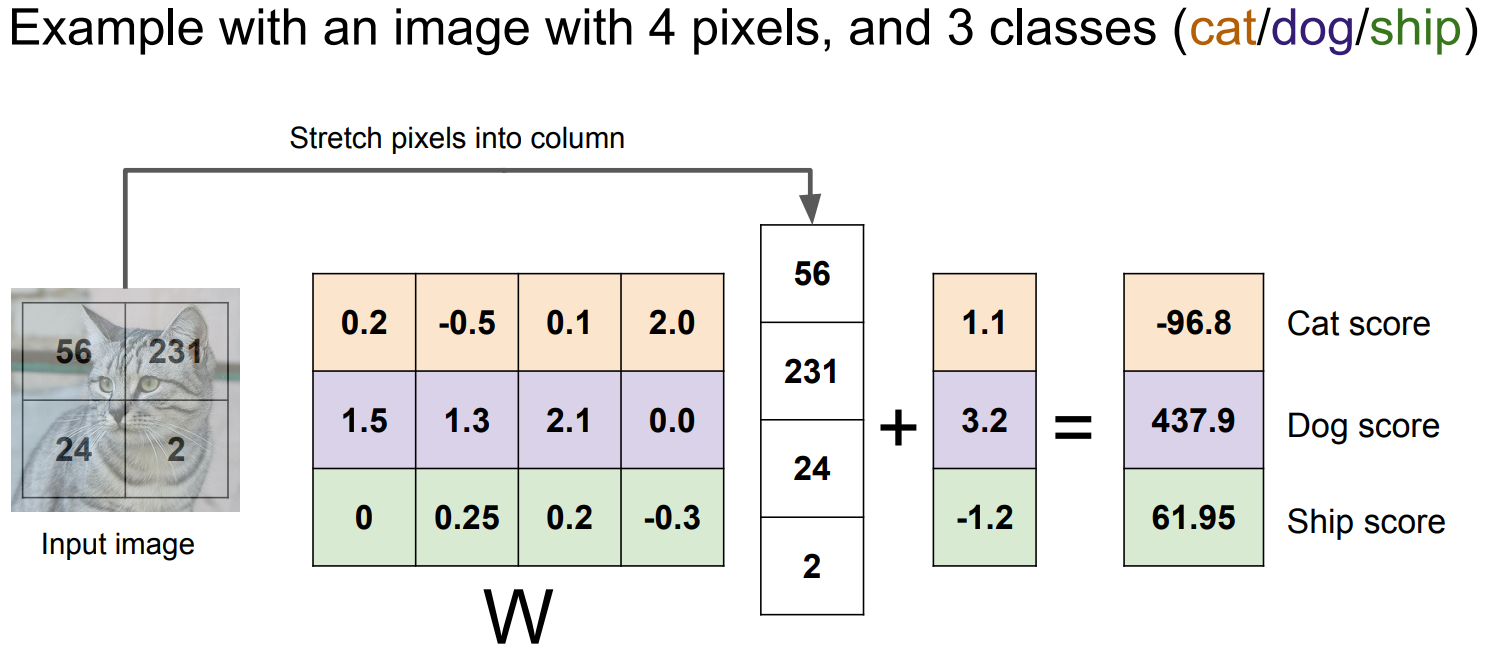 Example with an image with 4 pixels, and 3 classes (cat/dog/ship)
Stretch pixels into column
56 231
24 2
Input image
0.2 -0.5 0.1 2.0
1.5 1.3 2.1 0.0
0 0.25 0.2 -0.3
W
56
231
24
2
+
1.1
3.2
-1.2
=
-96.8 Cat score
437.9 Dog score
61.95 Ship score